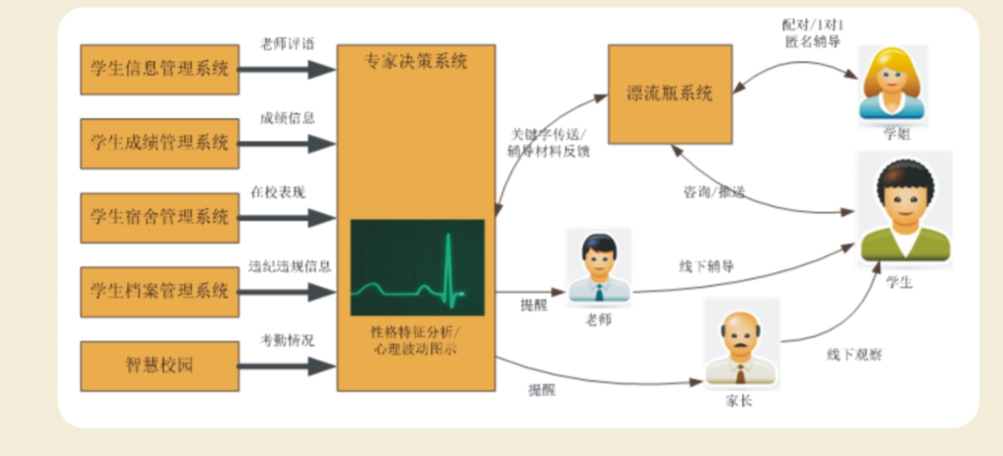 学生信息管理系统
老师评语
学生成绩管理系统
成绩信息
学生宿舍管理系统
在校表现
学生档案管理系统
违纪违规信息
智慧校园
考勤情况
专家决策系统
性格特征分析/
心理波动图示
关键字传送/
辅导材料反馈
漂流瓶系统
配对/1对1
匿名辅导
学姐
咨询/推送
学生
提醒
老师
线下辅导
提醒
家长
线下观察